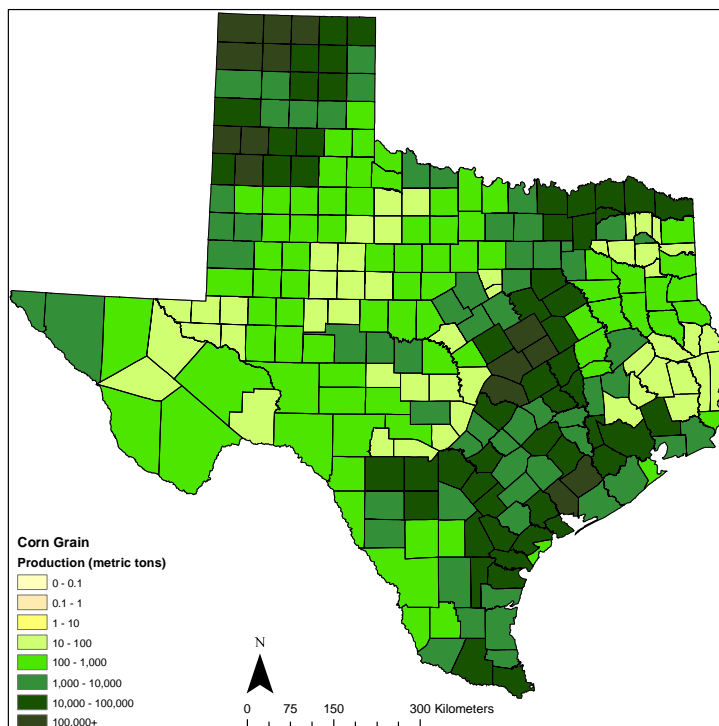 Corn Grain
Production (metric tons)
0 - 0.1
0.1 - 1
1 - 10
10 - 100
100 - 1,000
1,000 - 10,000
10,000 - 100,000
100,000+
N
300 Kilometers
0 75 150